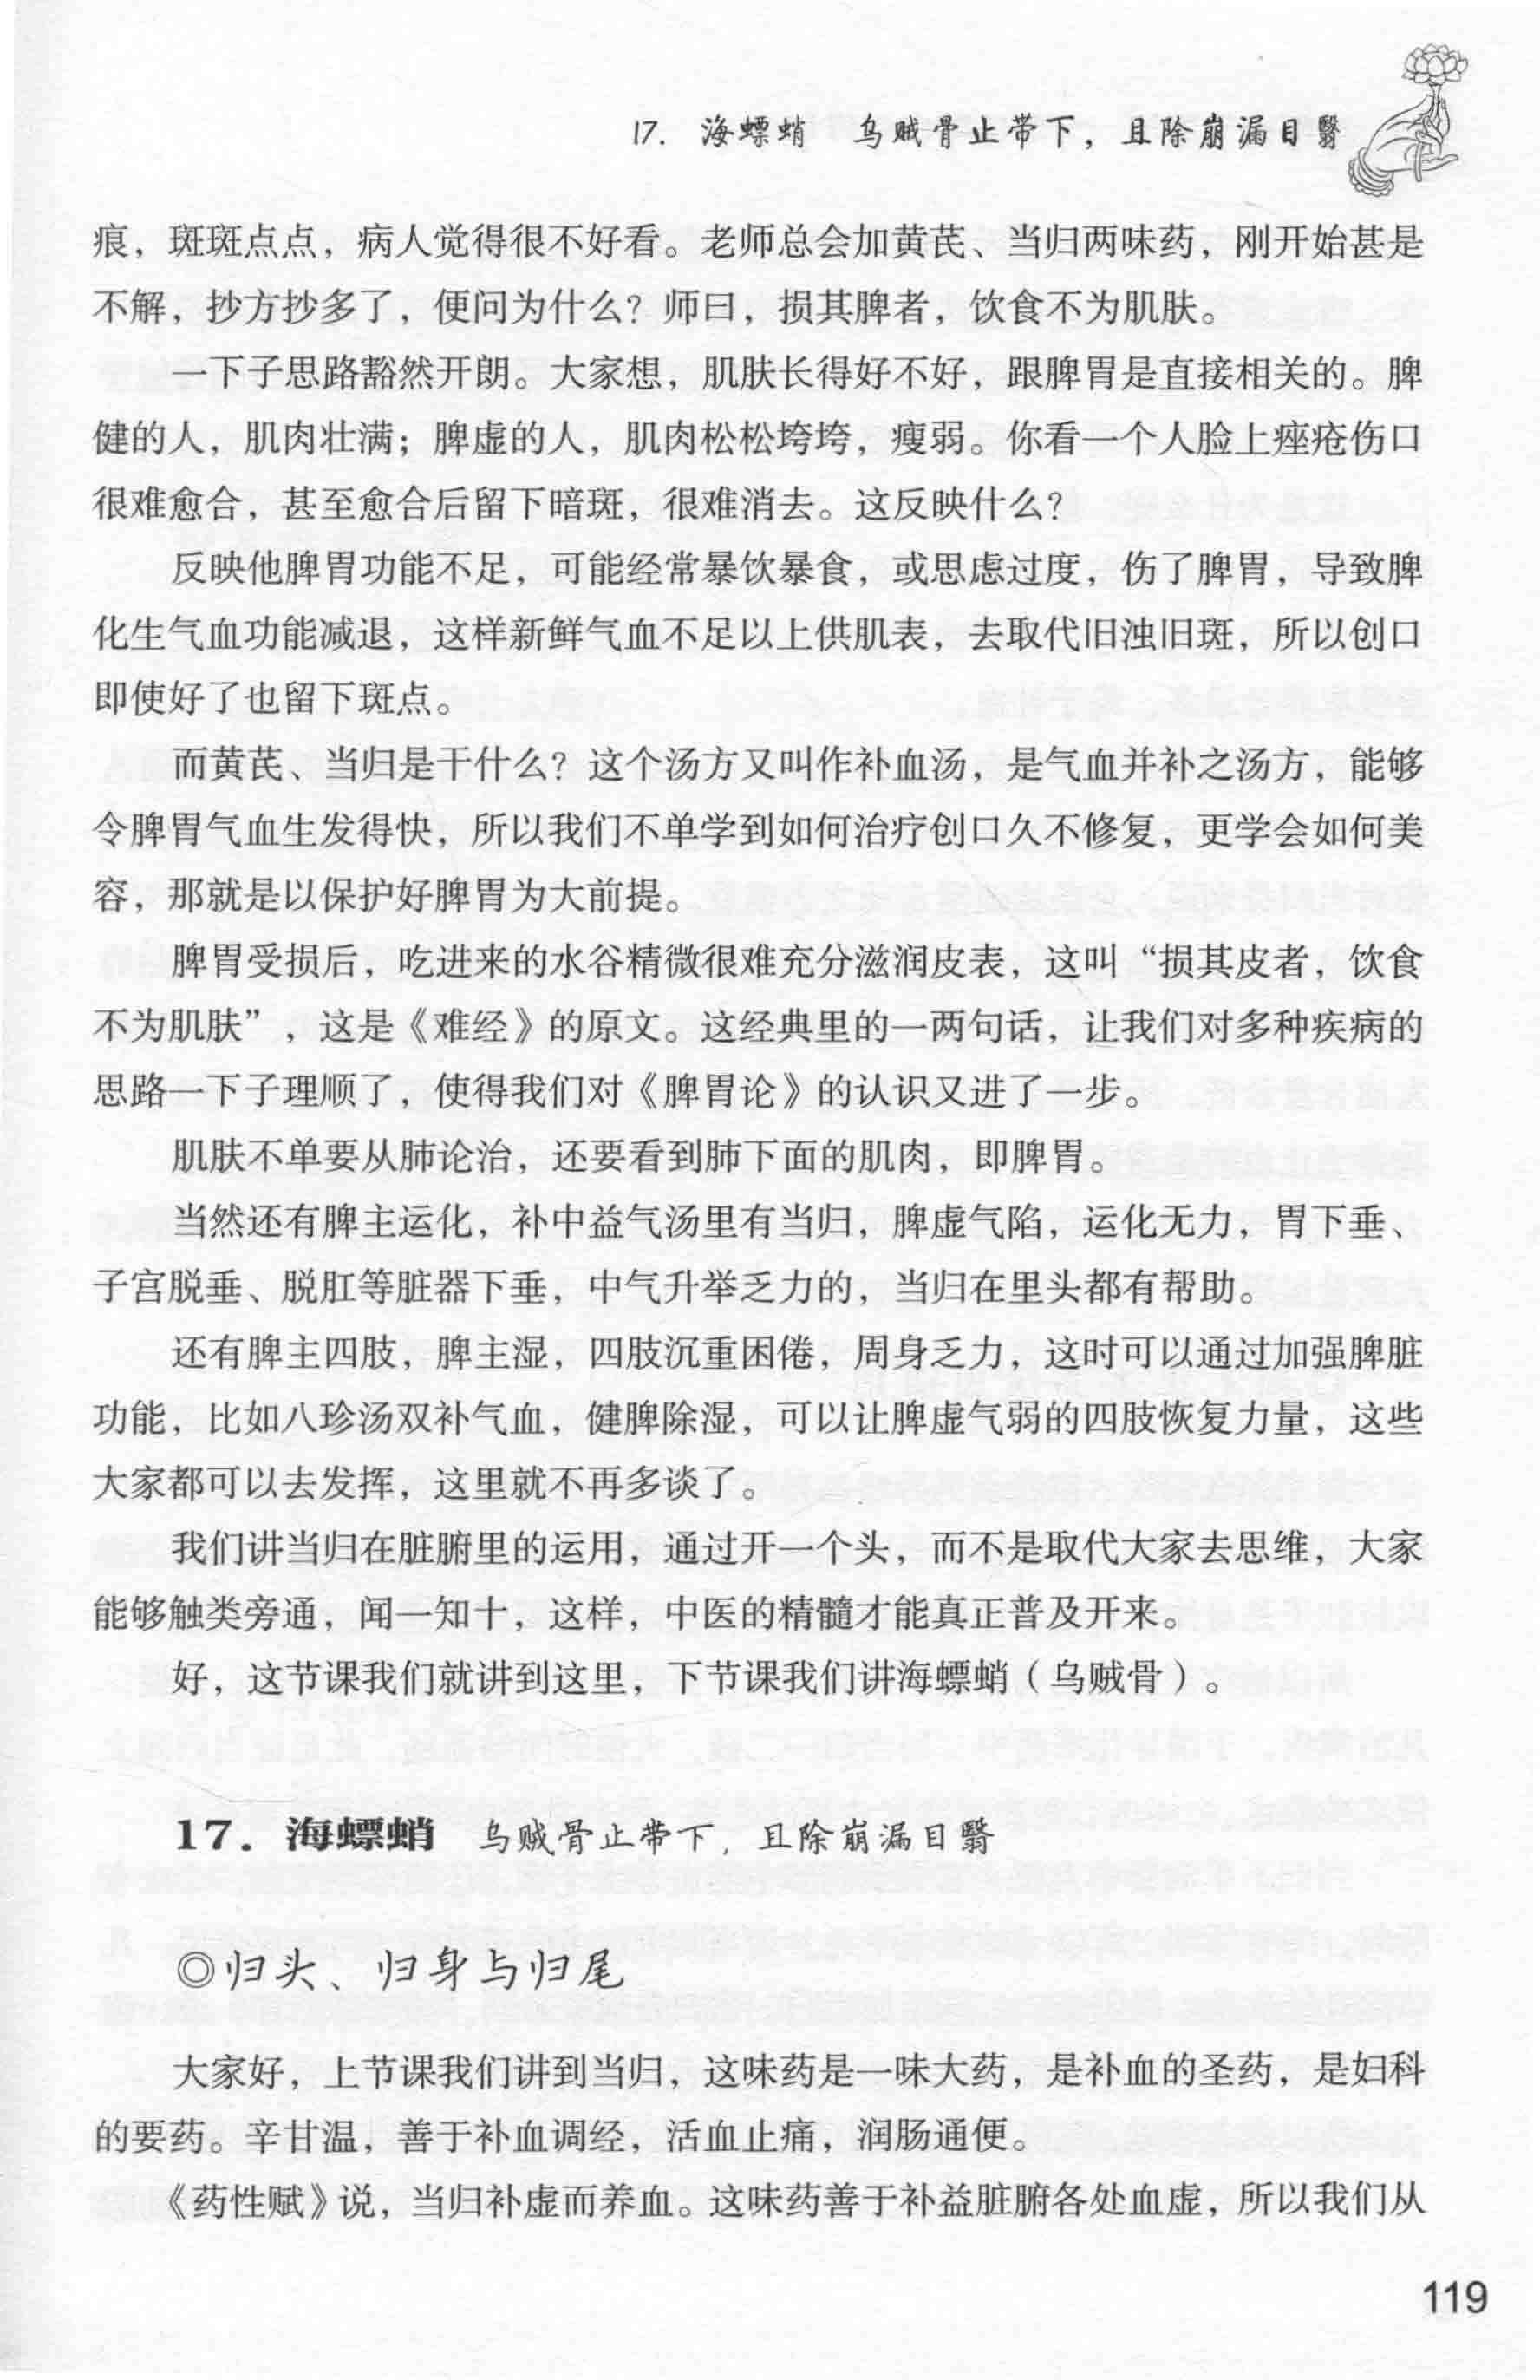 17. 海螵蛸 乌贼骨止带下，且除崩漏目翳
痕，斑斑点点，病人觉得很不好看。老师总会加黄芪、当归两味药，刚开始甚是
不解，抄方抄多了，便问为什么？师曰，损其脾者，饮食不为肌肤。
一下子思路豁然开朗。大家想，肌肤长得好不好，跟脾胃是直接相关的。脾
健的人，肌肉壮满；脾虚的人，肌肉松松垮垮，瘦弱。你看一个人脸上痤疮伤口
很难愈合，甚至愈合后留下暗斑，很难消去。这反映什么？
反映他脾胃功能不足，可能经常暴饮暴食，或思虑过度，伤了脾胃，导致脾
化生气血功能减退，这样新鲜气血不足以上供肌表，去取代旧浊旧斑，所以创口
即使好了也留下斑点。
而黄芪、当归是干什么？这个汤方又叫作补血汤，是气血并补之汤方，能够
令脾胃气血生发得快，所以我们不单学到如何治疗创口久不修复，更学会如何美
容，那就是以保护好脾胃为大前提。
脾胃受损后，吃进来的水谷精微很难充分滋润皮表，这叫“损其皮者，饮食
不为肌肤”，这是《难经》的原文。这经典里的一两句话，让我们对多种疾病的
思路一下子理顺了，使得我们对《脾胃论》的认识又进了一步。
肌肤不单要从肺论治，还要看到肺下面的肌肉，即脾胃。
当然还有脾主运化，补中益气汤里有当归，脾虚气陷，运化无力，胃下垂、
子宫脱垂、脱肛等脏器下垂，中气升举乏力的，当归在里头都有帮助。
还有脾主四肢，脾主湿，四肢沉重困倦，周身乏力，这时可以通过加强脾脏
功能，比如八珍汤双补气血，健脾除湿，可以让脾虚气弱的四肢恢复力量，这些
大家都可以去发挥，这里就不再多谈了。
我们讲当归在脏腑里的运用，通过开一个头，而不是取代大家去思维，大家
能够触类旁通，闻一知十，这样，中医的精髓才能真正普及开来。
好，这节课我们就讲到这里，下节课我们讲海螵蛸（乌贼骨）。
17. 海螵蛸 乌贼骨止带下，且除崩漏目翳
◎归头、归身与归尾
大家好，上节课我们讲到当归，这味药是一味大药，是补血的圣药，是妇科
的要药。辛甘温，善于补血调经，活血止痛，润肠通便。
《药性赋》说，当归补虚而养血。这味药善于补益脏腑各处血虚，所以我们从
119